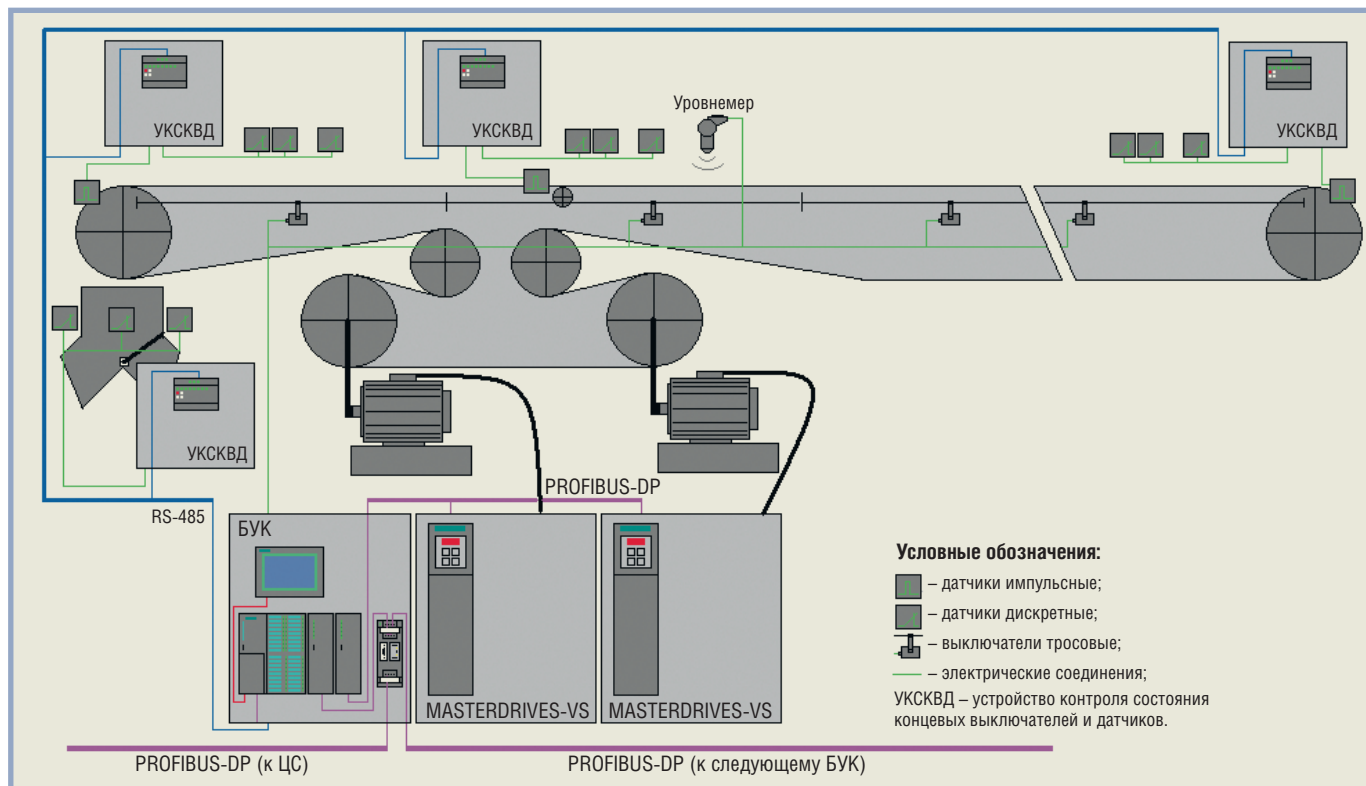 УКСКВД
УКСКВД
Уровнемер
УКСКВД
УКСКВД
RS-485
PROFIBUS-DP
БУК
MASTERDRIVES-VS
MASTERDRIVES-VS
Условные обозначения:
– датчики импульсные;
– датчики дискретные;
– выключатели тросовые;
– электрические соединения;
УКСКВД – устройство контроля состояния
концевых выключателей и датчиков.
PROFIBUS-DP (к ЦС)
PROFIBUS-DP (к следующему БУК)